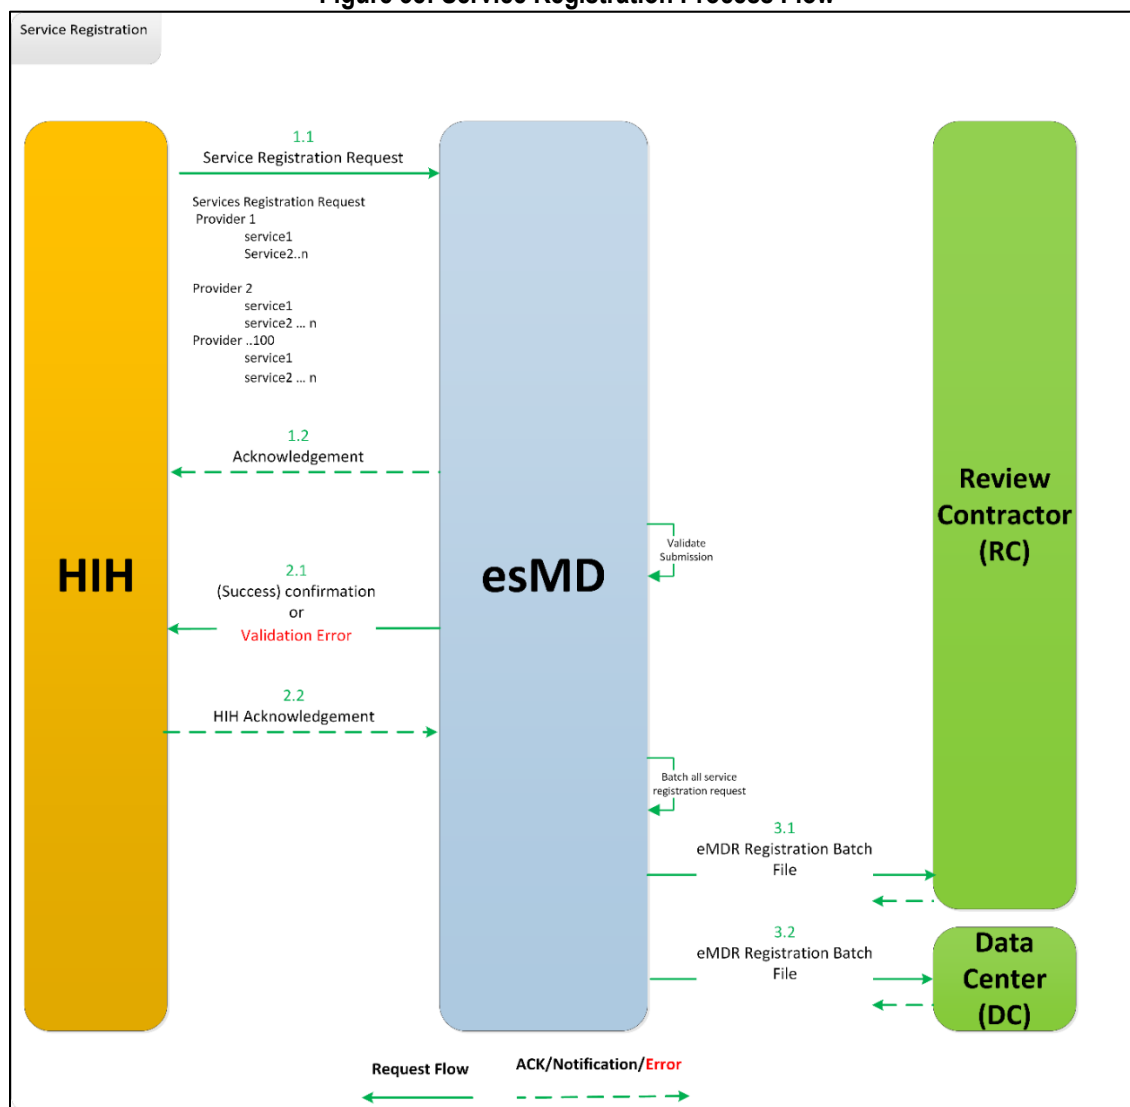 Service Registration
1.1
Service Registration Request
Services Registration Request
Provider 1
service1
Service2..n
Provider 2
service1
service2 ... n
Provider ..100
service1
service2 ... n
1.2
Acknowledgement
Validate
Submission
HIH
esMD
Review
Contractor
(RC)
2.1
(Success) confirmation
or
Validation Error
2.2
HIH Acknowledgement
Batch all service
registration request
3.1
eMDR Registration Batch
File
3.2
eMDR Registration Batch
File
Data
Center
(DC)
Request Flow
ACK/Notification/Error